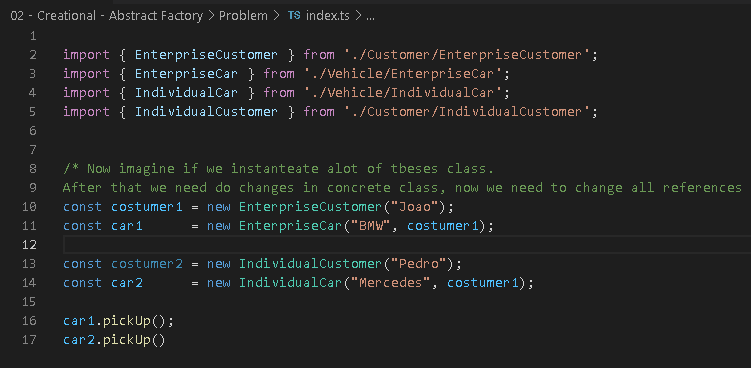 02 - Creational - Abstract Factory > Problem > TS index.ts > ...
1
2 import { EnterpriseCustomer } from './Customer/EnterpriseCustomer';
3 import { EnterpriseCar } from './Vehicle/EnterpriseCar';
4 import { IndividualCar } from './Vehicle/IndividualCar';
5 import { IndividualCustomer } from './Customer/IndividualCustomer';
6
7
8 /* Now imagine if we instanteate alot of tbeses class.
9 After that we need do changes in concrete class, now we need to change all references
10 const costumer1 = new EnterpriseCustomer("Joao");
11 const car1 = new EnterpriseCar("BMW", costumer1);
12
13 const costumer2 = new IndividualCustomer("Pedro");
14 const car2 = new IndividualCar("Mercedes", costumer1);
15
16 car1.pickUp();
17 car2.pickUp()